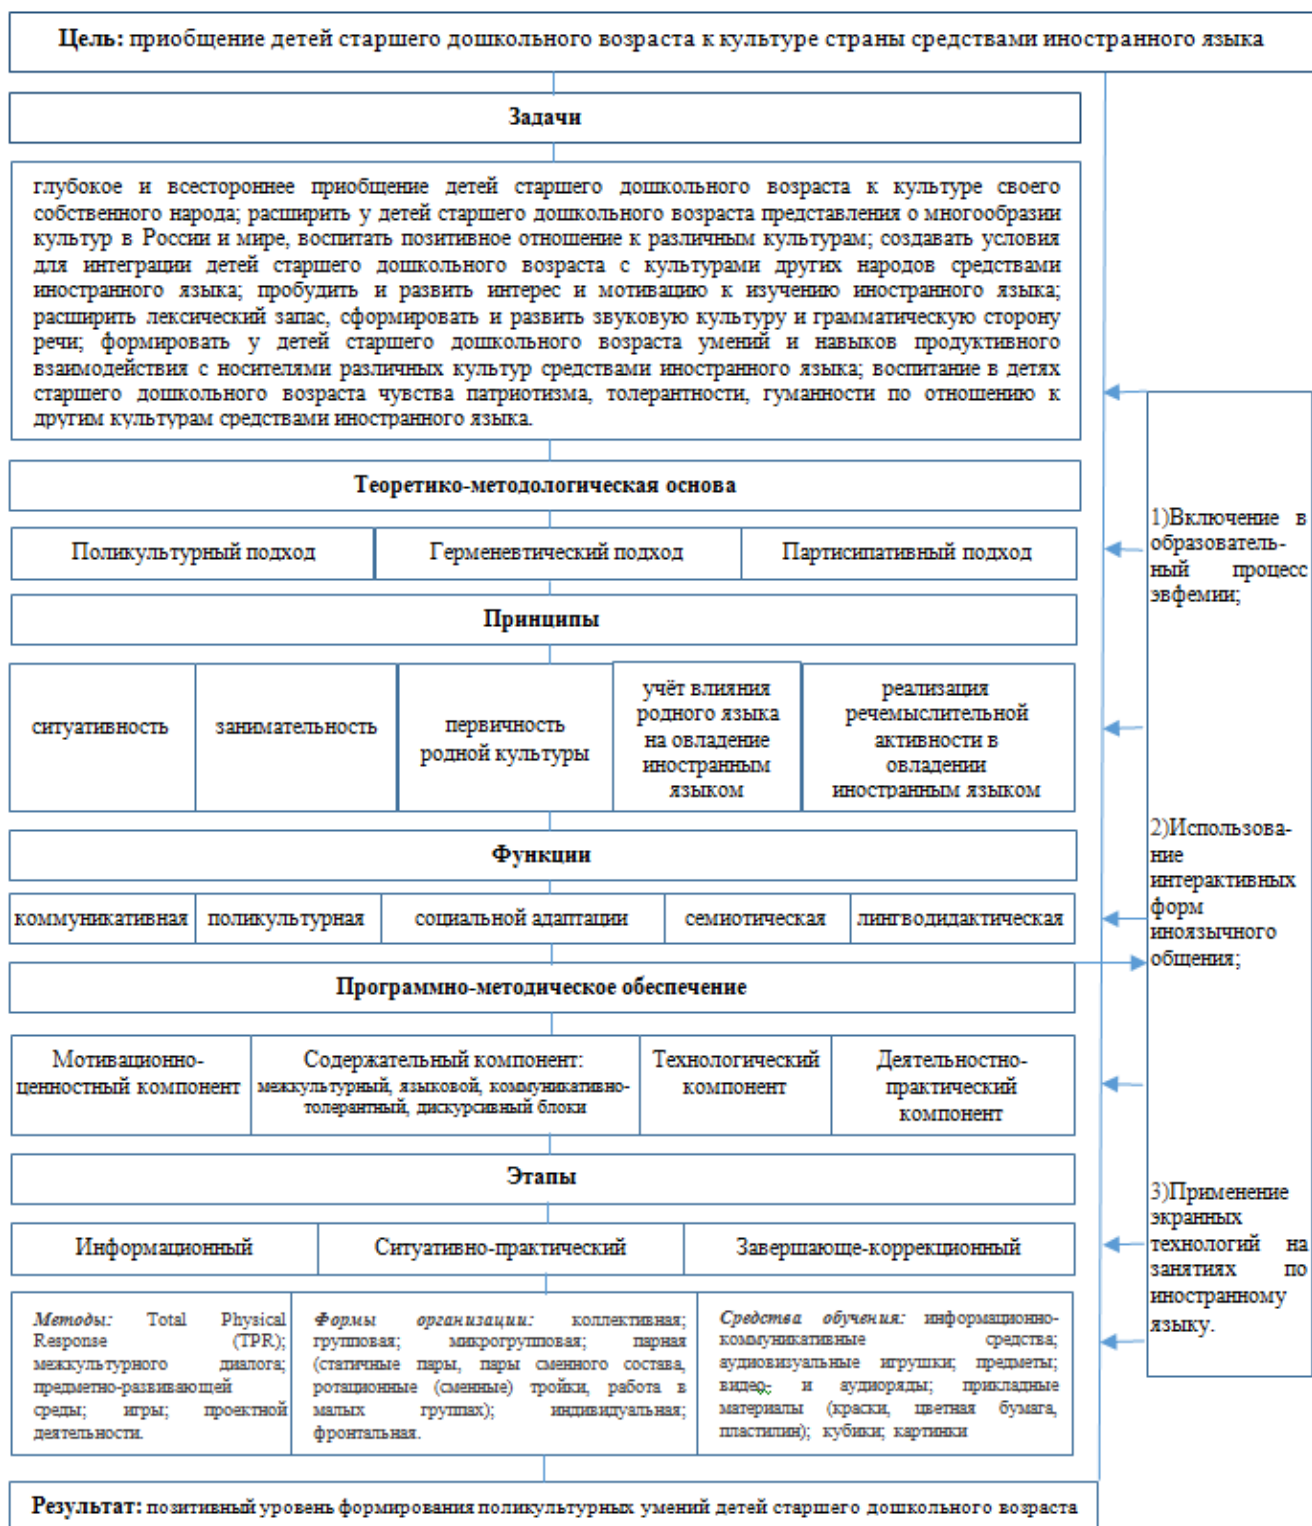 Цель: приобщение детей старшего дошкольного возраста к культуре страны средствами иностранного языка
Задачи
глубокое и всестороннее приобщение детей старшего дошкольного возраста к культуре своего
собственного народа; расширить у детей старшего дошкольного возраста представления о многообразии
культур в России и мире, воспитать позитивное отношение к различным культурам; создавать условия
для интеграции детей старшего дошкольного возраста с культурами других народов средствами
иностранного языка; пробудить и развить интерес и мотивацию к изучению иностранного языка;
расширить лексический запас, сформировать и развить звуковую культуру и грамматическую сторону
речи; формировать у детей старшего дошкольного возраста умений и навыков продуктивного
взаимодействия с носителями различных культур средствами иностранного языка; воспитание в детях
старшего дошкольного возраста чувства патриотизма, толерантности, гуманности по отношению к
другим культурам средствами иностранного языка.
Теоретико-методологическая основа
Поликультурный подход
Герменевтический подход
Партисипативный подход
Принципы
ситуативность
занимательность
первичность
родной культуры
учёт влияния
родного языка
на овладение
иностранным
языком
реализация
речемыслительной
активности в
овладении
иностранным языком
Функции
коммуникативная
поликультурная
социальной адаптации
семиотическая
лингводидактическая
Программно-методическое обеспечение
Мотивационно-
ценностный компонент
Содержательный компонент:
межкультурный, языковой, коммуникативно-
толерантный, дискурсивный блоки
Технологический
компонент
Деятельностно-
практический
компонент
Этапы
Информационный
Ситуативно-практический
Завершающе-коррекционный
Методы: Total Physical
Response (TPR);
межкультурного диалога;
предметно-развивающей
среды; игры; проектной
деятельности.
Формы организации: коллективная;
групповая; микрогрупповая; парная
(статичные пары, пары сменного состава,
ротационные (сменные) тройки, работа в
малых группах); индивидуальная;
фронтальная.
Средства обучения: информационно-
коммуникативные средства;
аудиовизуальные игрушки; предметы;
видео- и аудиоряды; прикладные
материалы (краски, цветная бумага,
пластилин); кубики; картинки
1)Включение в
образователь-
ный процесс
эвфемии;
2)Использова-
ние
интерактивных
форм
иноязычного
общения;
3)Применение
экранных
технологий на
занятиях по
иностранному
языку.
Результат: позитивный уровень формирования поликультурных умений детей старшего дошкольного возраста